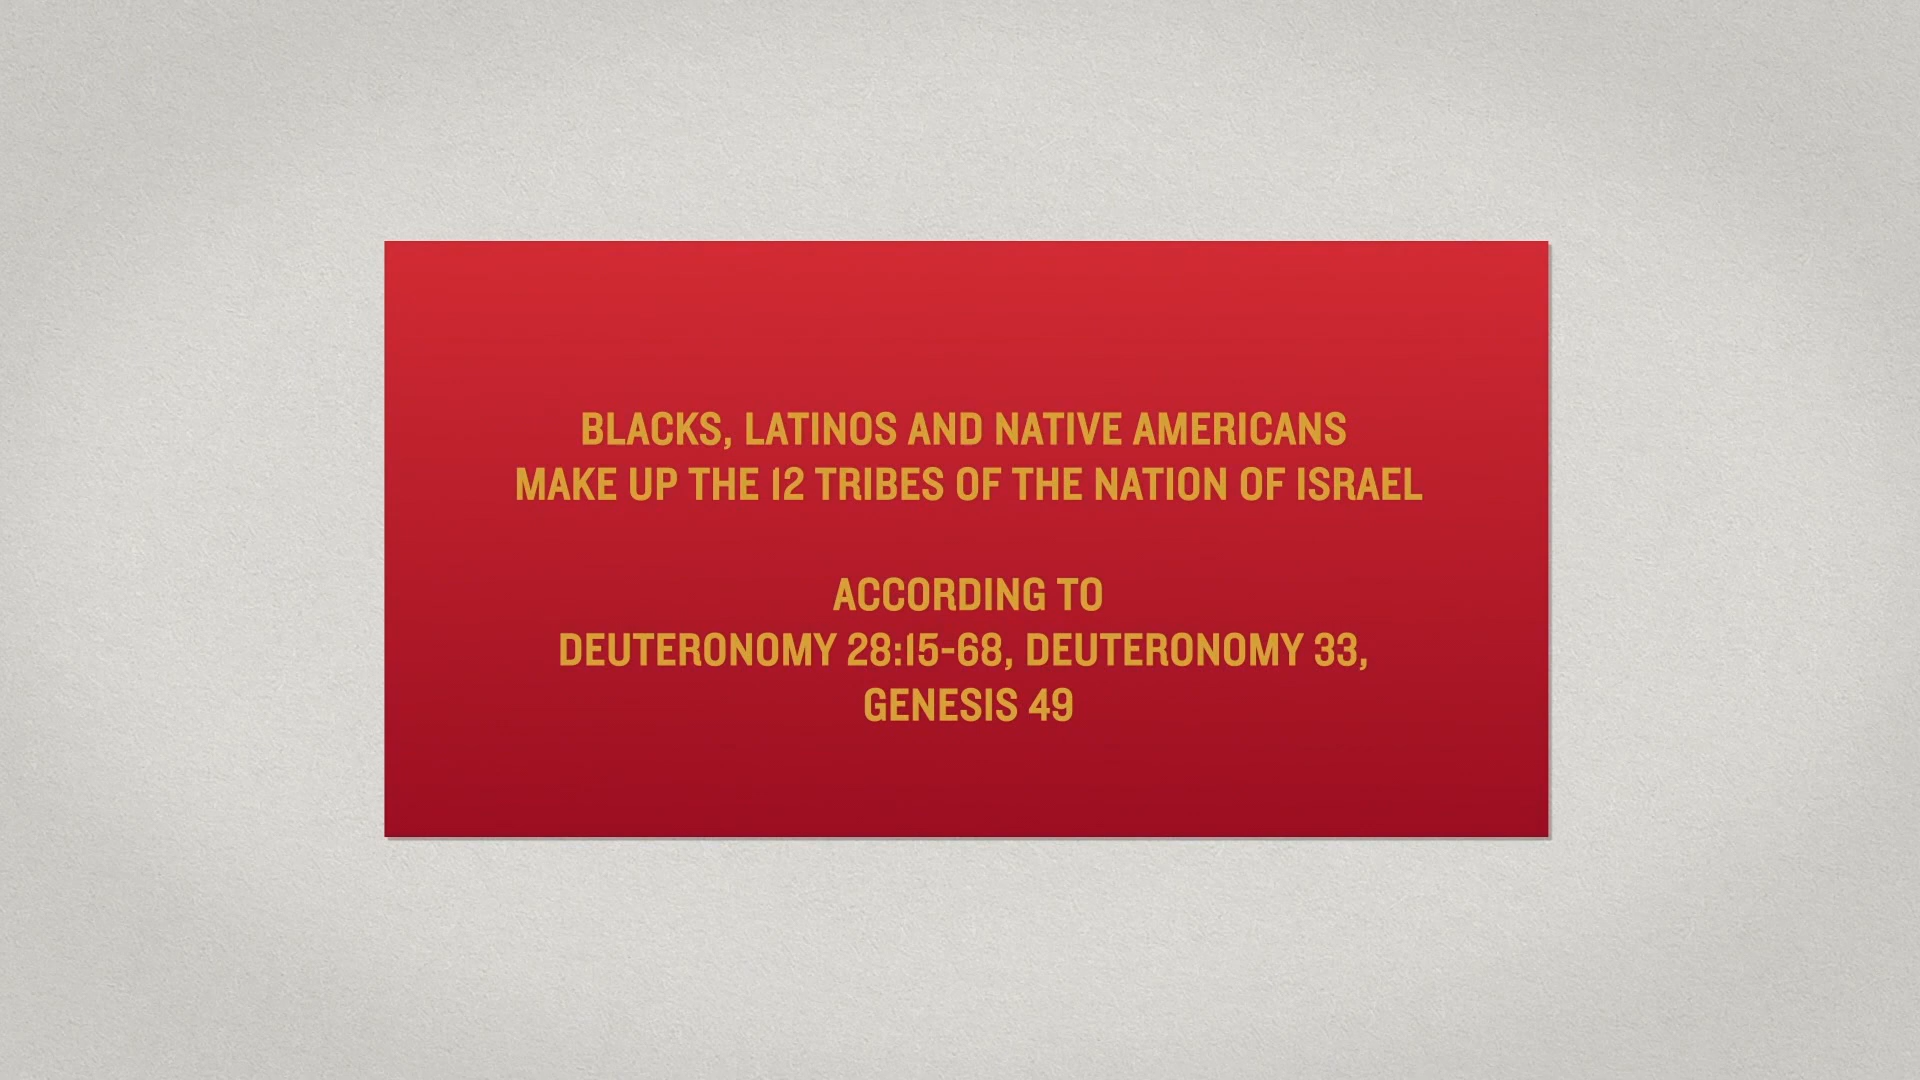 BLACKS, LATINOS AND NATIVE AMERICANS
MAKE UP THE 12 TRIBES OF THE NATION OF ISRAEL
ACCORDING TO
DEUTERONOMY 28:15-68, DEUTERONOMY 33,
GENESIS 49